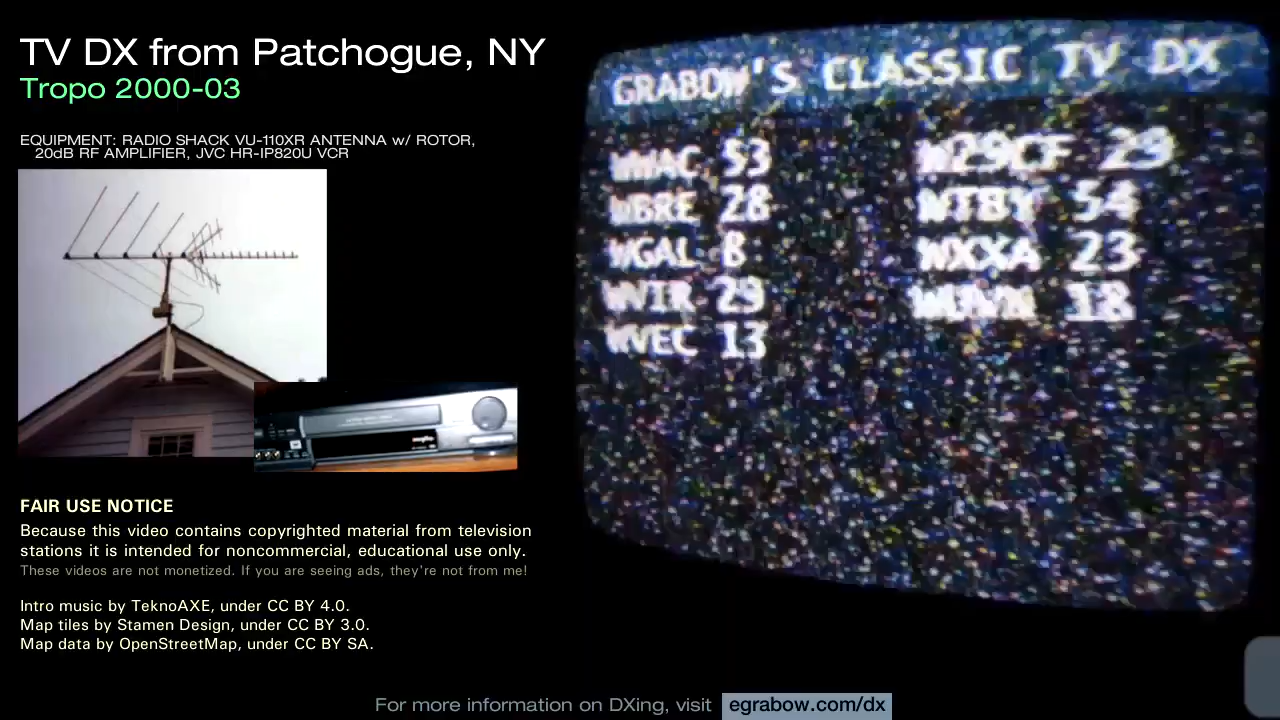 TV DX from Patchogue, NY
Tropo 2000-03
EQUIPMENT: RADIO SHACK VU-110XR ANTENNA w/ ROTOR,
20dB RF AMPLIFIER, JVC HR-IP820U VCR
FAIR USE NOTICE
Because this video contains copyrighted material from television
stations it is intended for noncommercial, educational use only.
These videos are not monetized. If you are seeing ads, they're not from me!
Intro music by TeknoAXE, under CC BY 4.0.
Map tiles by Stamen Design, under CC BY 3.0.
Map data by OpenStreetMap, under CC BY SA.
GRABOW'S CLASSIC TV DX
WWAC 53
WBRE 28
WGAL 8
WVIR 29
WVEC 13
W29CF 29
WTBY 54
WXXA 23
WUVN 18
For more information on DXing, visit egrabow.com/dx